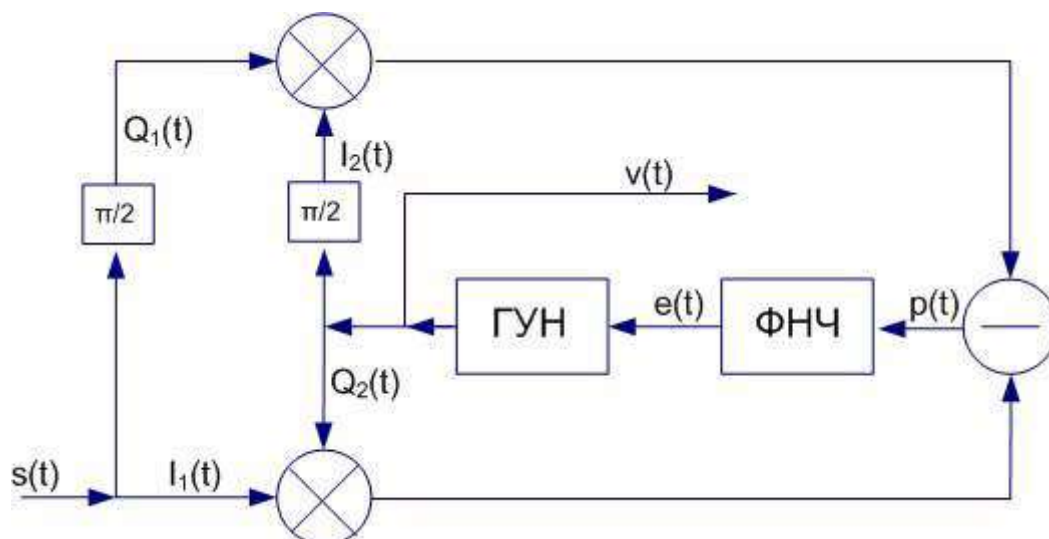 Q₁(t)
I₂(t)
v(t)
π/2
π/2
ГУН
e(t)
ФНЧ
p(t)
Q₂(t)
s(t)
I₁(t)